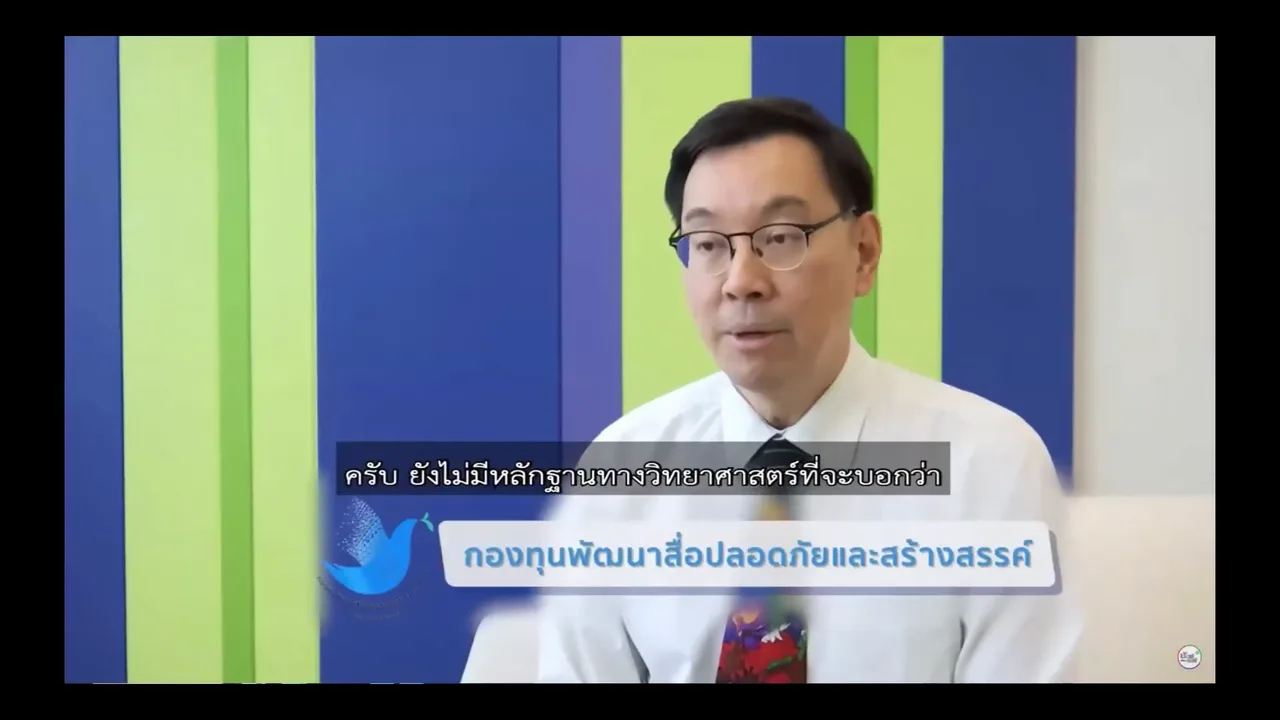 ครับ ยังไม่มีหลักฐานทางวิทยาศาสตร์ที่จะบอกว่า
กองทุนพัฒนาสื่อปลอดภัยและสร้างสรรค์